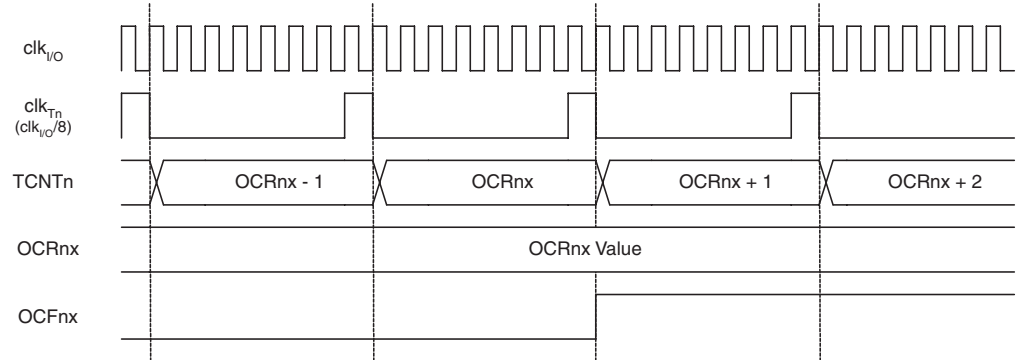 clkI/O
clkTn
(clkI/O/8)
TCNTn OCRnx - 1 OCRnx OCRnx + 1 OCRnx + 2
OCRnx OCRnx Value
OCFnx